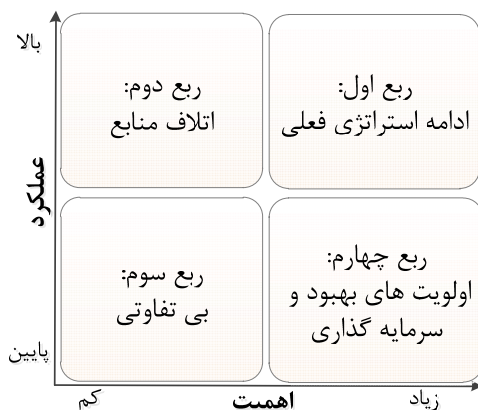 بالا
ربع اول:
ادامه استراتژی فعلی
ربع دوم:
اتلاف منابع
عملکرد
ربع چهارم:
اولویت های بهبود و
سرمایه گذاری
ربع سوم:
بی تفاوتی
پایین
زیاد
اهمیت
کم